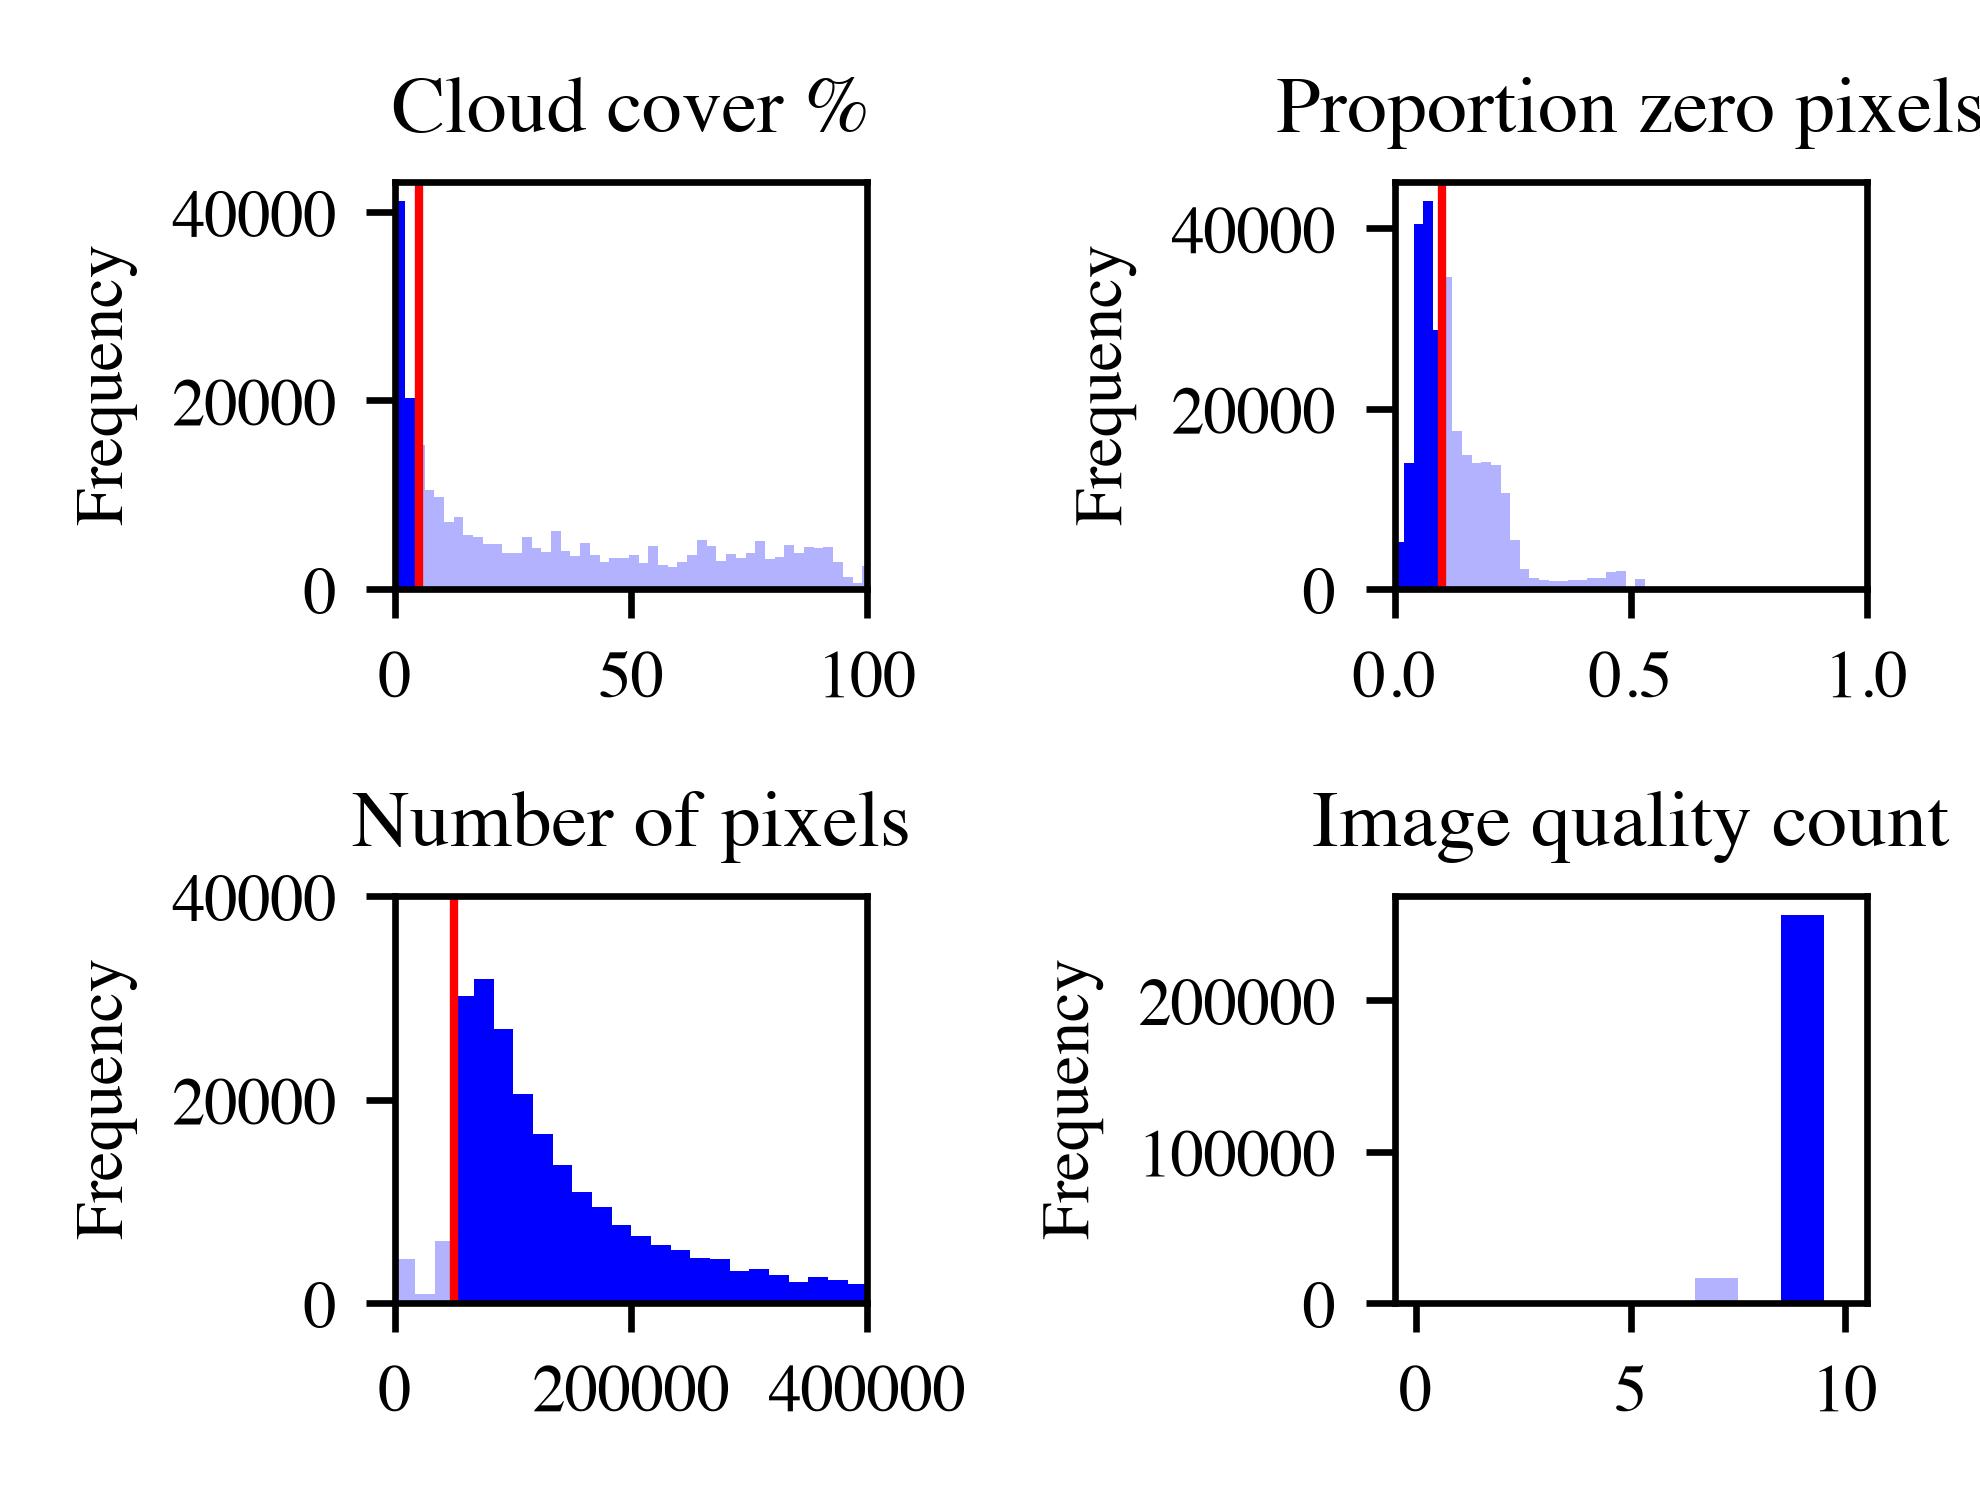 Cloud cover %
Frequency
40000
20000
0
0 50 100
Proportion zero pixels
Frequency
40000
20000
0
0.0 0.5 1.0
Number of pixels
Frequency
40000
20000
0
0 200000 400000
Image quality count
Frequency
200000
100000
0
0 5 10